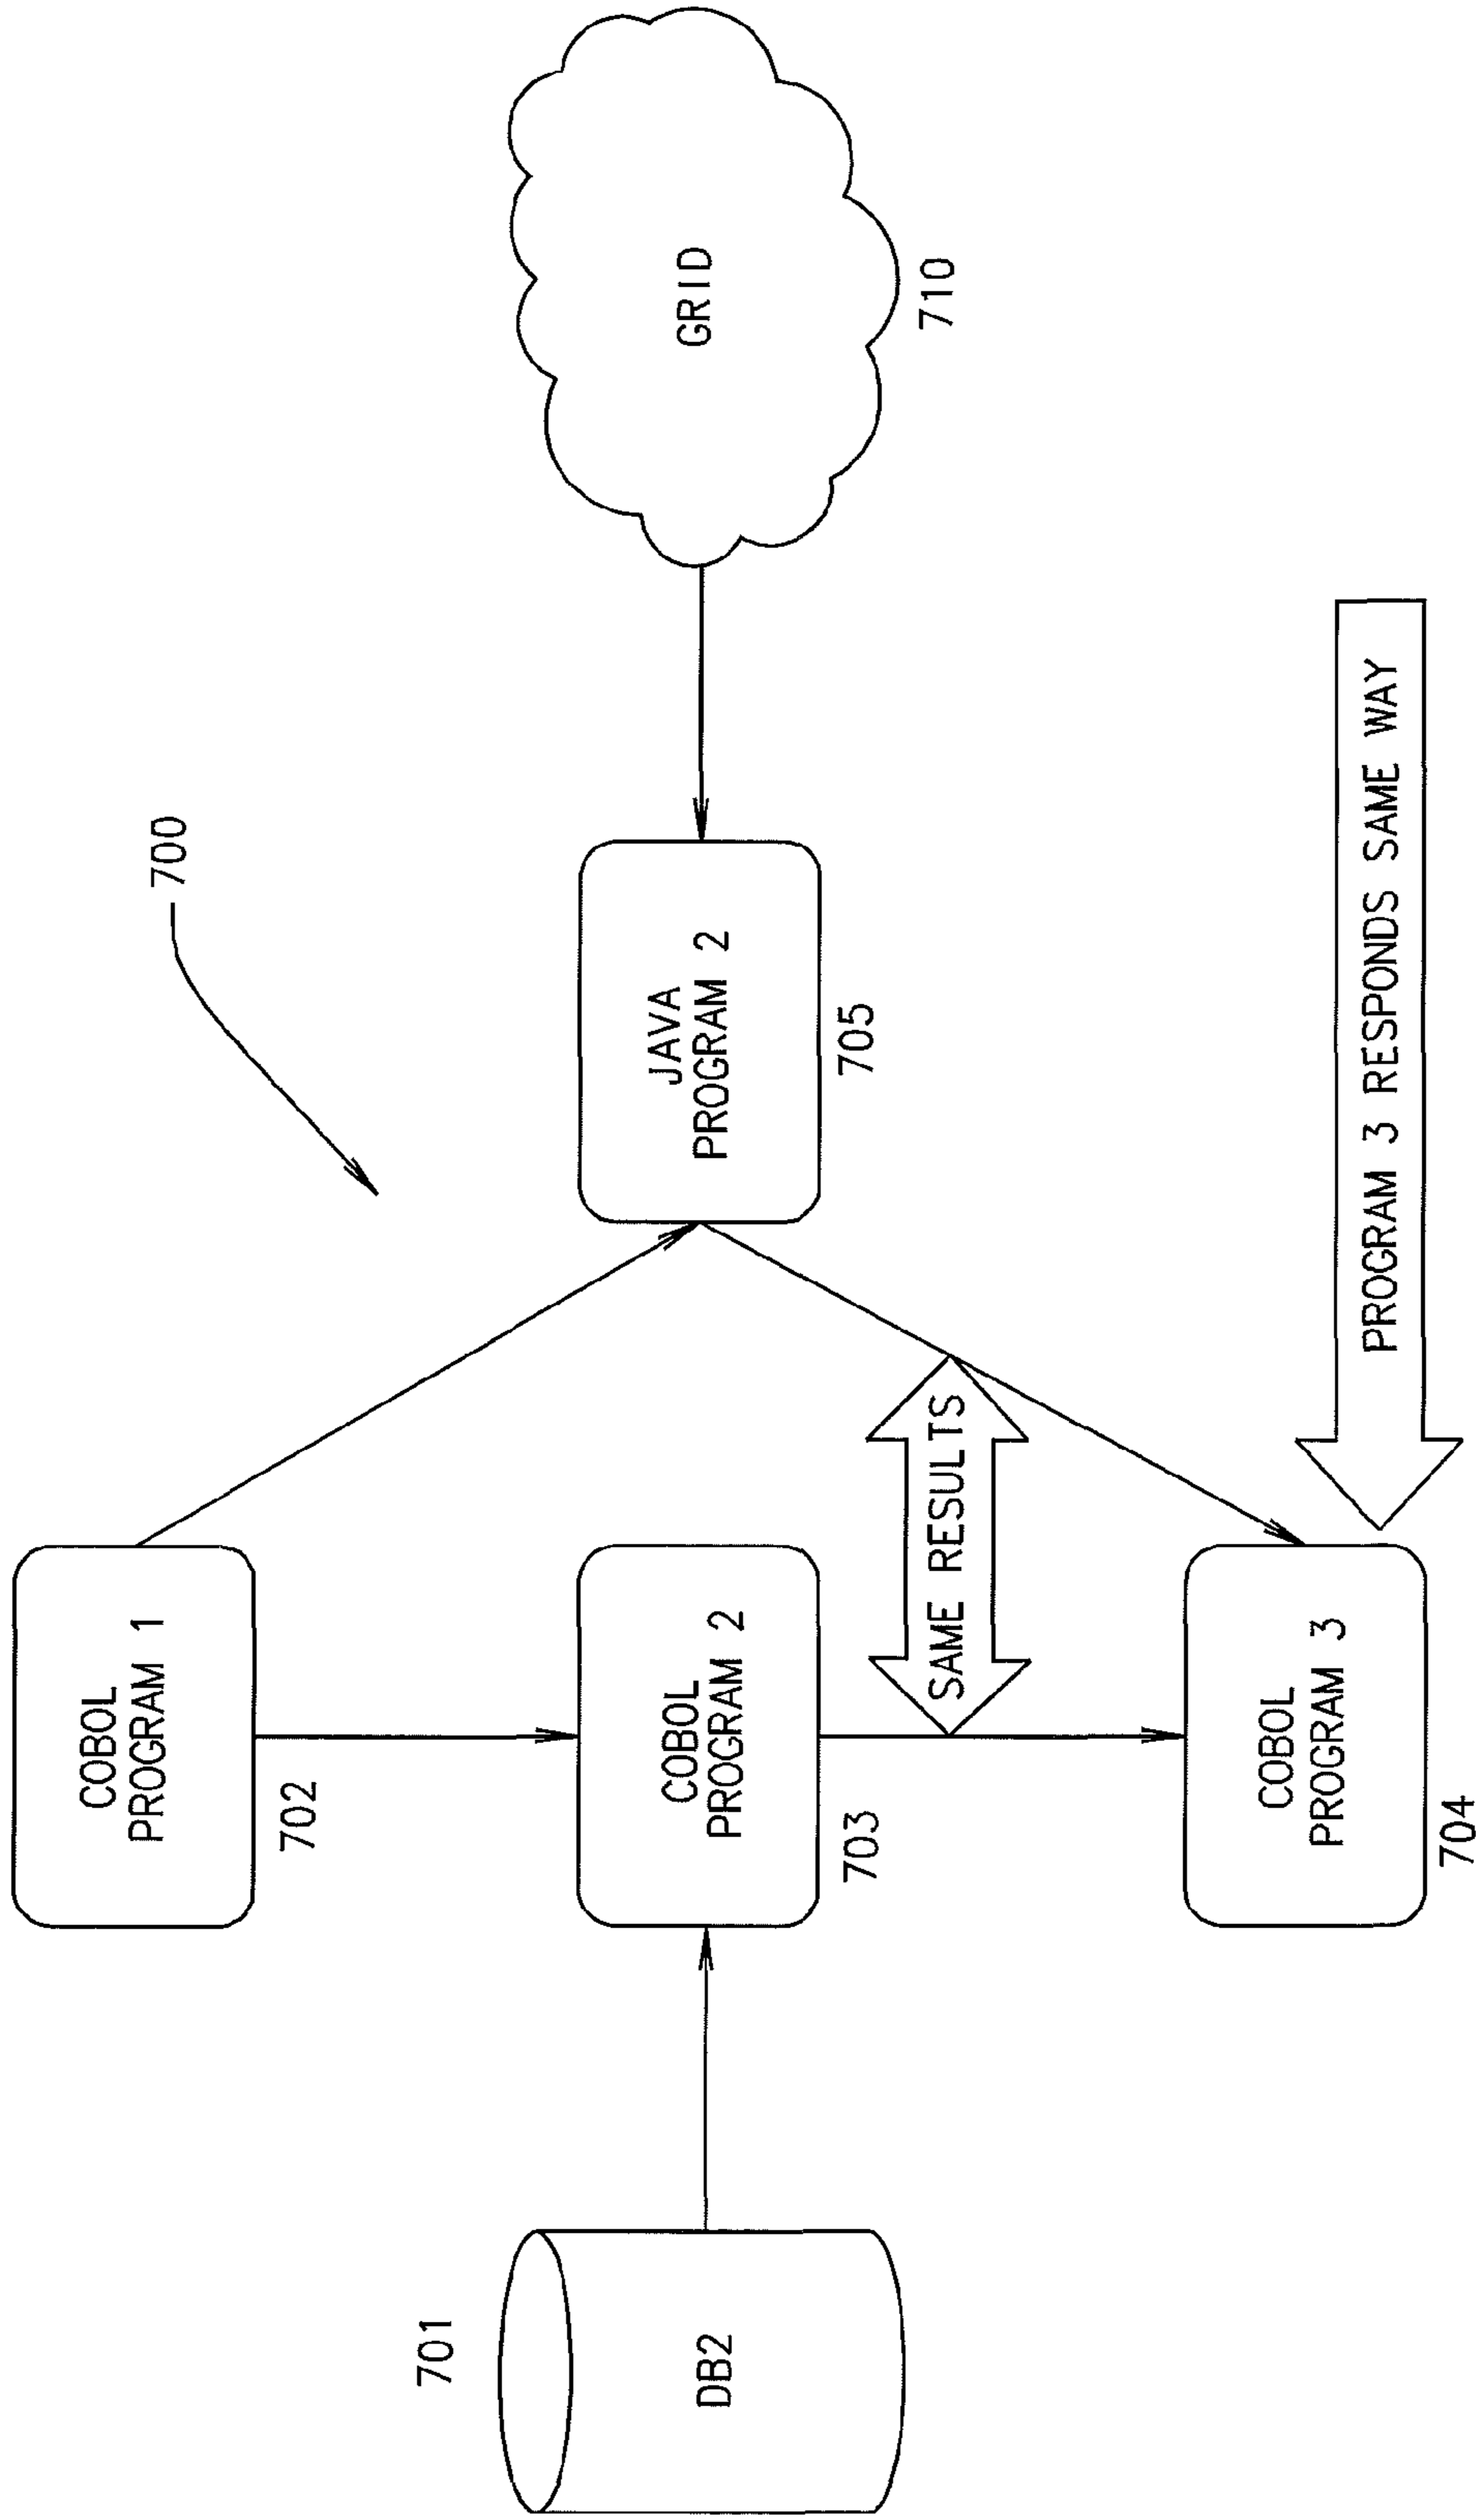 700
COBOL
PROGRAM 1
702
701
DB2
COBOL
PROGRAM 2
703
JAVA
PROGRAM 2
705
GRID
710
SAME RESULTS
COBOL
PROGRAM 3
704
PROGRAM 3 RESPONDS SAME WAY